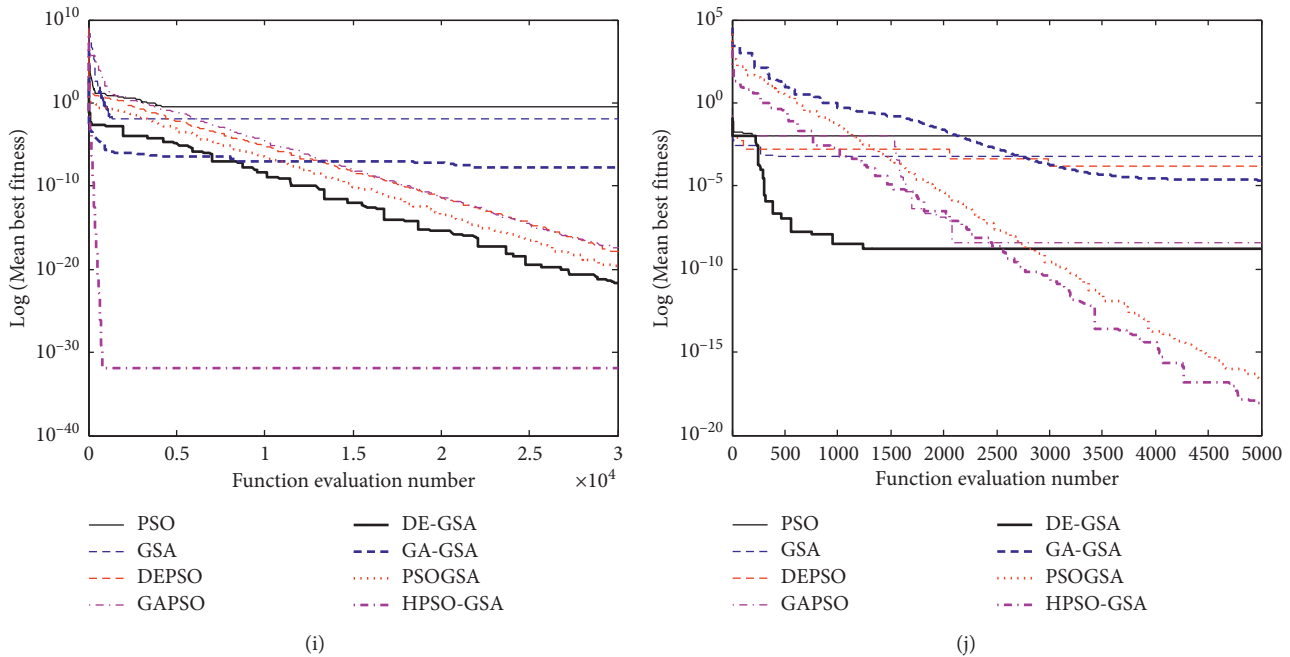 10^10
10^0
10^−10
10^−20
10^−30
10^−40
Log (Mean best fitness)
0 0.5 1 1.5 2 2.5 3
Function evaluation number ×10^4
PSO
GSA
DEPSO
GAPSO
DE-GSA
GA-GSA
PSOGSA
HPSO-GSA
(i)
10^5
10^0
10^−5
10^−10
10^−15
10^−20
Log (Mean best fitness)
0 500 1000 1500 2000 2500 3000 3500 4000 4500 5000
Function evaluation number
PSO
GSA
DEPSO
GAPSO
DE-GSA
GA-GSA
PSOGSA
HPSO-GSA
(j)